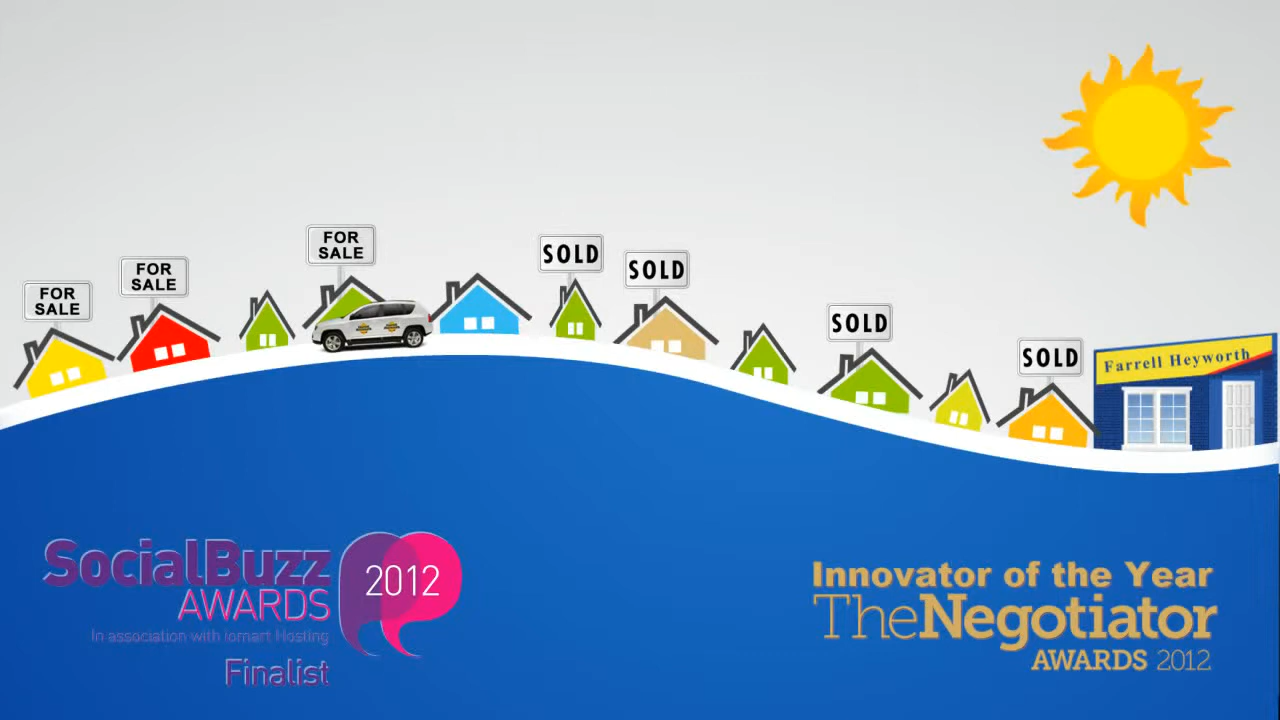 FOR
SALE
FOR
SALE
FOR
SALE
SOLD
SOLD
SOLD
SOLD
Farrell Heyworth
SocialBuzz
AWARDS
2012
In association with iomart Hosting
Finalist
Innovator of the Year
TheNegotiator
AWARDS 2012